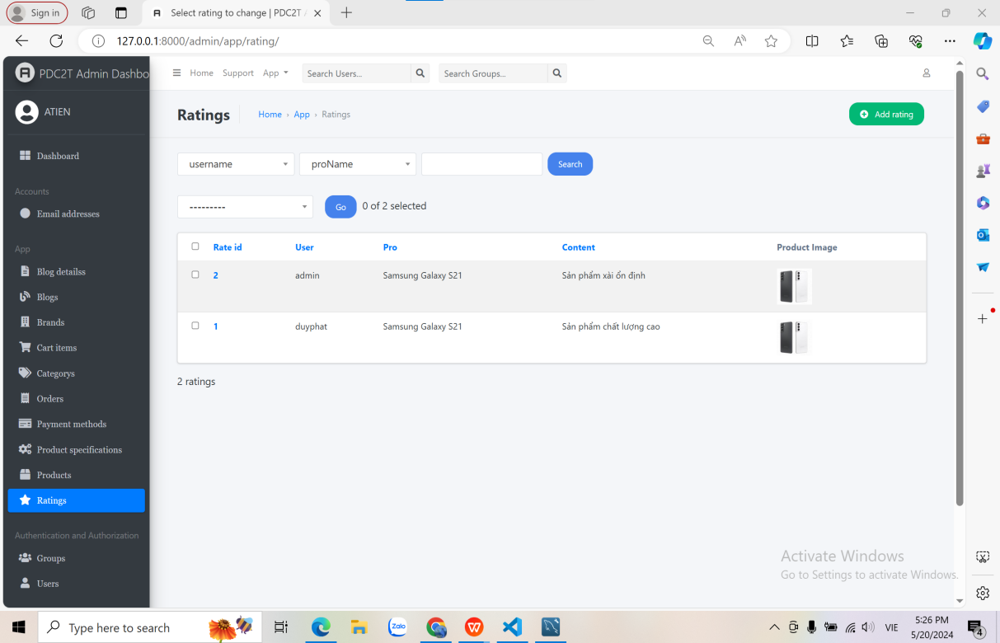 Sign in
Select rating to change | PDC2T A
127.0.0.1:8000/admin/app/rating/
PDC2T Admin Dashbo
Home Support App
Search Users...
Search Groups...
ATIEN
Ratings
Home › App › Ratings
Add rating
Dashboard
username
proName
Search
Accounts
Email addresses
---------
Go
0 of 2 selected
App
Rate id User Pro Content Product Image
2 admin Samsung Galaxy S21 Sản phẩm xài ổn định
1 duyphat Samsung Galaxy S21 Sản phẩm chất lượng cao
2 ratings
Blog detailss
Blogs
Brands
Cart items
Categorys
Orders
Payment methods
Product specifications
Products
Ratings
Authentication and Authorization
Groups
Users
Activate Windows
Go to Settings to activate Windows.
Type here to search
Zalo
VIE
5:26 PM
5/20/2024
4